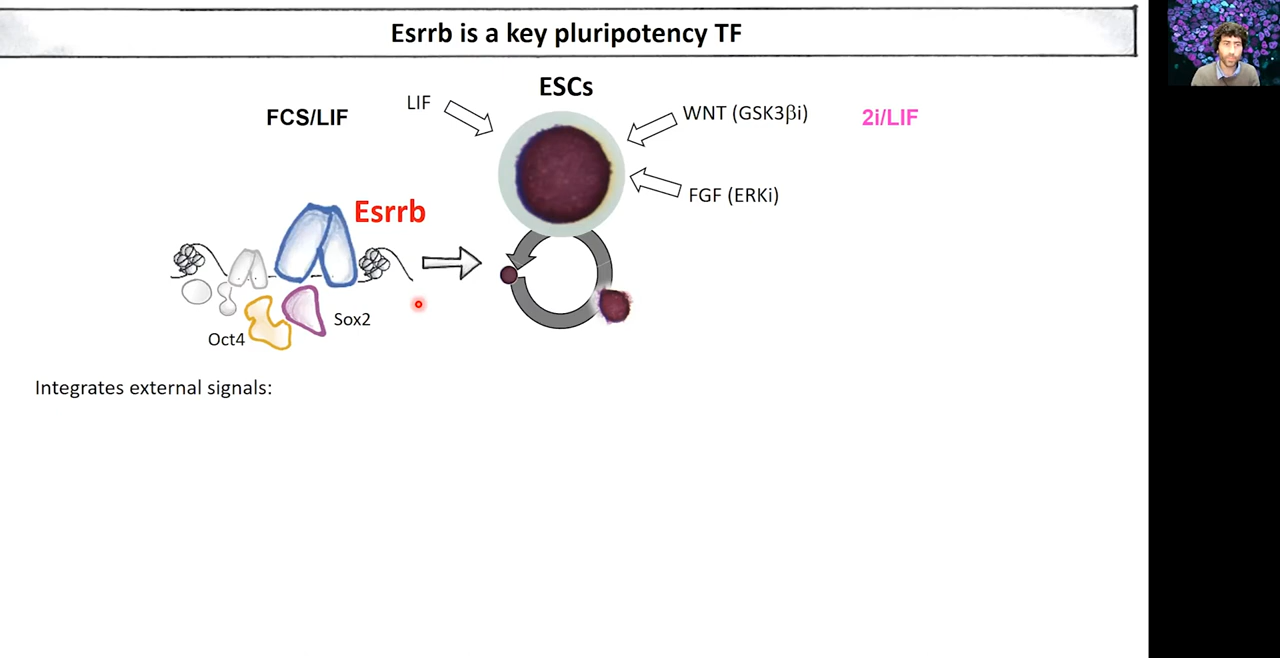 Esrrb is a key pluripotency TF
ESCs
FCS/LIF
LIF
WNT (GSK3βi)
2i/LIF
FGF (ERKi)
Esrrb
Sox2
Oct4
Integrates external signals: